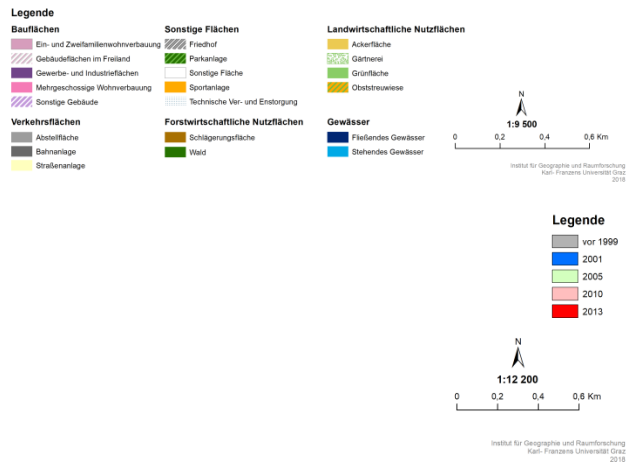 Legende
Bauflächen
Ein- und Zweifamilienwohnverbauung
Gebäudeflächen im Freiland
Gewerbe- und Industrieflächen
Mehrgeschossige Wohnverbauung
Sonstige Gebäude
Verkehrsflächen
Abstellfläche
Bahnanlage
Straßenanlage
Sonstige Flächen
Friedhof
Parkanlage
Sonstige Fläche
Sportanlage
Technische Ver- und Enstorgung
Forstwirtschaftliche Nutzflächen
Schlägerungsfläche
Wald
Landwirtschaftliche Nutzflächen
Ackerfläche
Gärtnerei
Grünfläche
Obststreuwiese
Gewässer
Fließendes Gewässer
Stehendes Gewässer
N
1:9 500
0 0,2 0,4 0,6 Km
Institut für Geographie und Raumforschung
Karl- Franzens Universität Graz
2016
Legende
vor 1999
2001
2005
2010
2013
N
1:12 200
0 0,2 0,4 0,6 Km
Institut für Geographie und Raumforschung
Karl- Franzens Universität Graz
2016